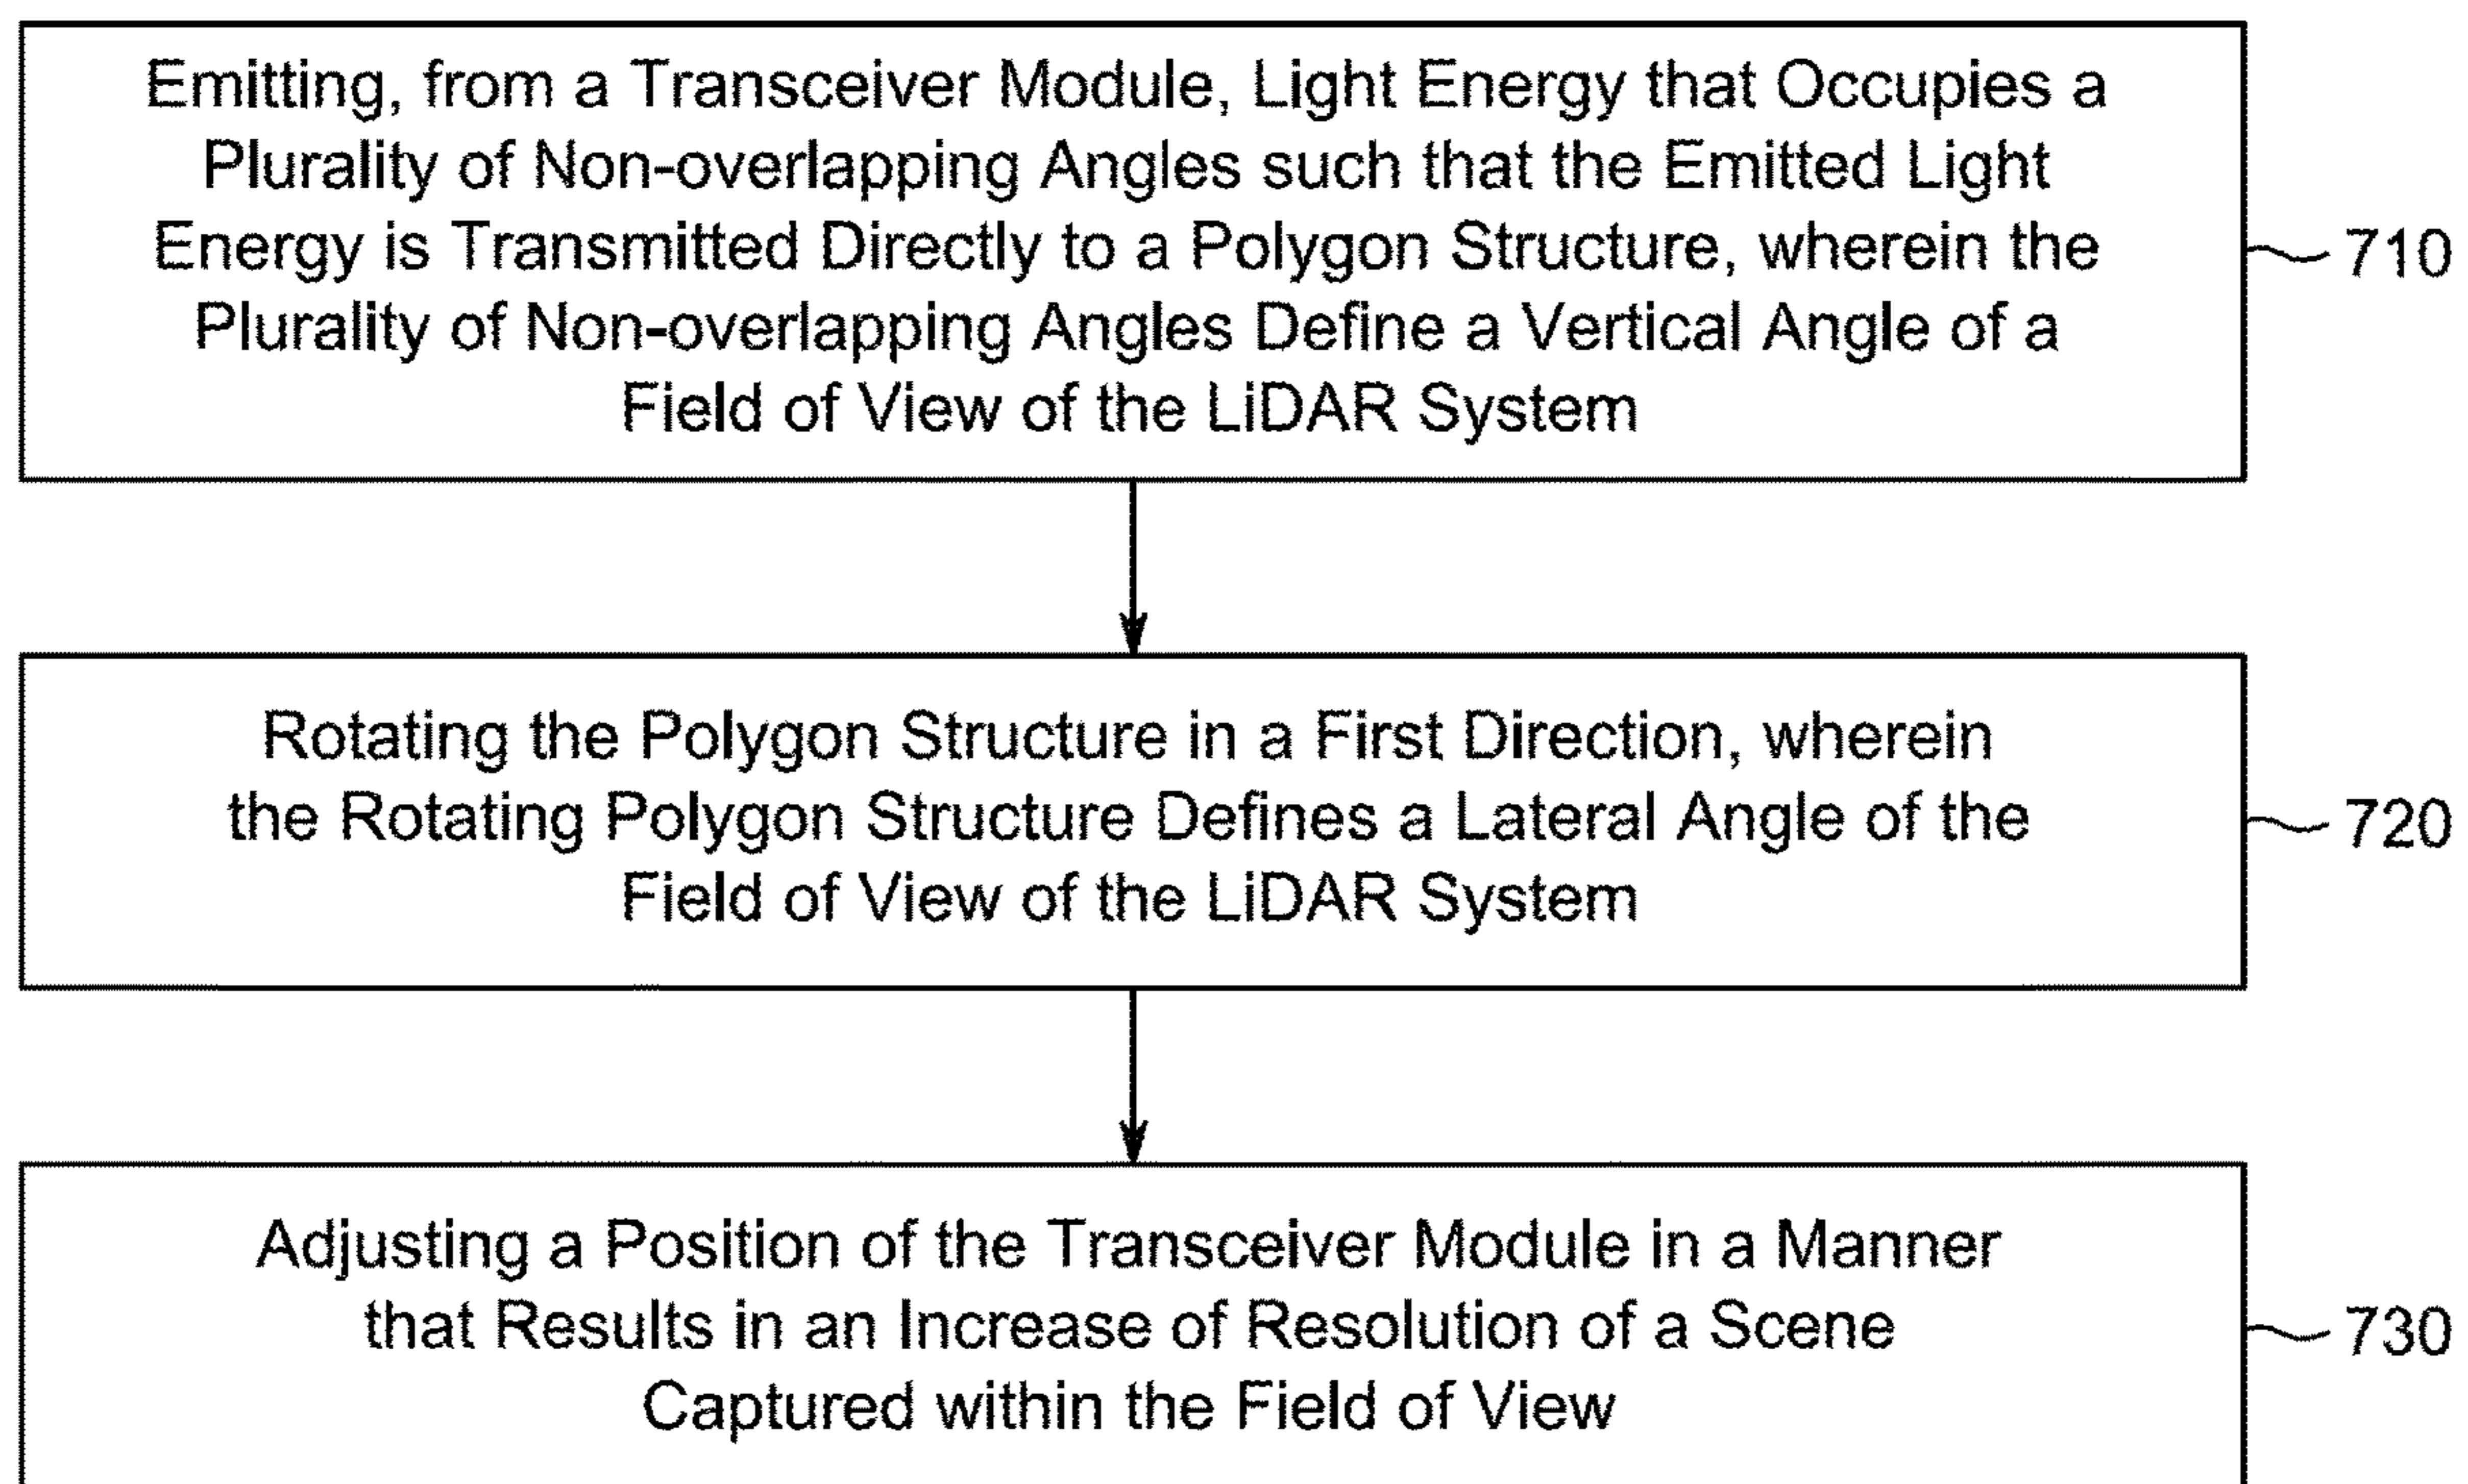 Emitting, from a Transceiver Module, Light Energy that Occupies a
Plurality of Non-overlapping Angles such that the Emitted Light
Energy is Transmitted Directly to a Polygon Structure, wherein the
Plurality of Non-overlapping Angles Define a Vertical Angle of a
Field of View of the LiDAR System
710
Rotating the Polygon Structure in a First Direction, wherein
the Rotating Polygon Structure Defines a Lateral Angle of the
Field of View of the LiDAR System
720
Adjusting a Position of the Transceiver Module in a Manner
that Results in an Increase of Resolution of a Scene
Captured within the Field of View
730